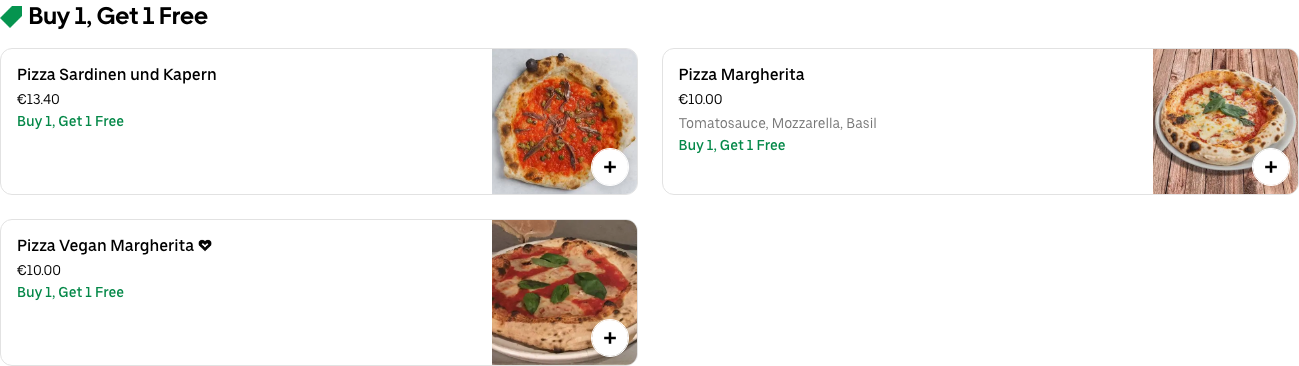 Buy 1, Get 1 Free
Pizza Sardinen und Kapern
€13.40
Buy 1, Get 1 Free
Pizza Margherita
€10.00
Tomatosauce, Mozzarella, Basil
Buy 1, Get 1 Free
Pizza Vegan Margherita
€10.00
Buy 1, Get 1 Free